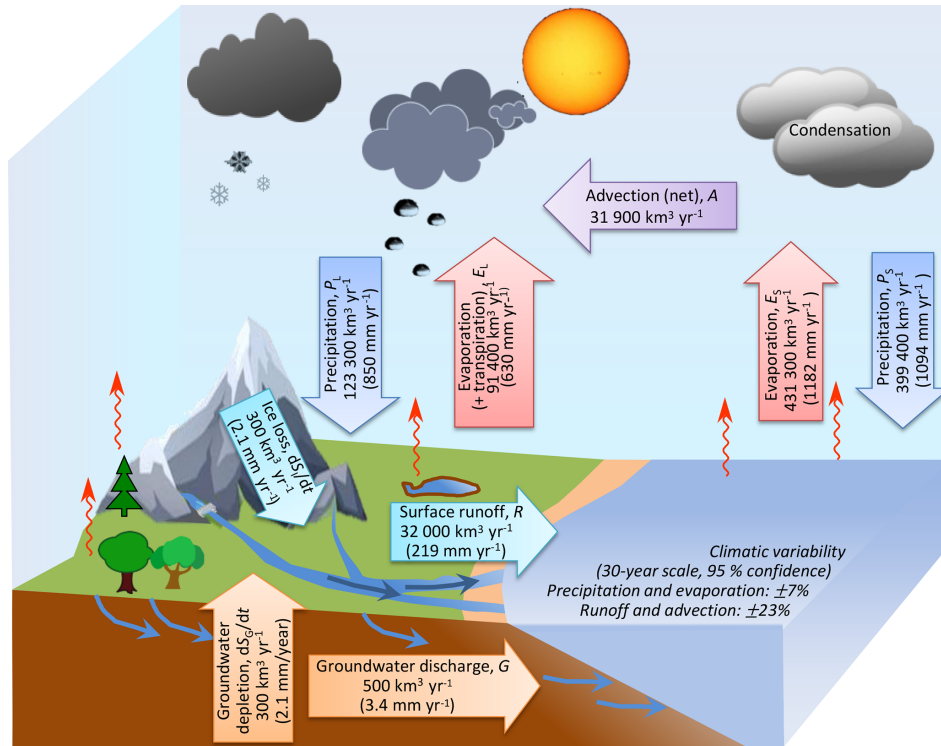 Condensation
Advection (net), A
31 900 km³ yr⁻¹
Precipitation, P_L
123 300 km³ yr⁻¹
(850 mm yr⁻¹)
Evaporation
(+ transpiration), E_L
91 400 km³ yr⁻¹
(630 mm yr⁻¹)
Evaporation, E_S
431 300 km³ yr⁻¹
(1182 mm yr⁻¹ )
Precipitation, P_S
399 400 km³ yr⁻¹
(1094 mm yr⁻¹ )
Ice loss, dS_I/dt
300 km³ yr⁻¹
(2.1 mm yr⁻¹)
Surface runoff, R
32 000 km³ yr⁻¹
(219 mm yr⁻¹)
Climatic variability
(30-year scale, 95 % confidence)
Precipitation and evaporation: ±7%
Runoff and advection: ±23%
Groundwater
depletion, dS_G/dt
300 km³ yr⁻¹
(2.1 mm/year)
Groundwater discharge, G
500 km³ yr⁻¹
(3.4 mm yr⁻¹)